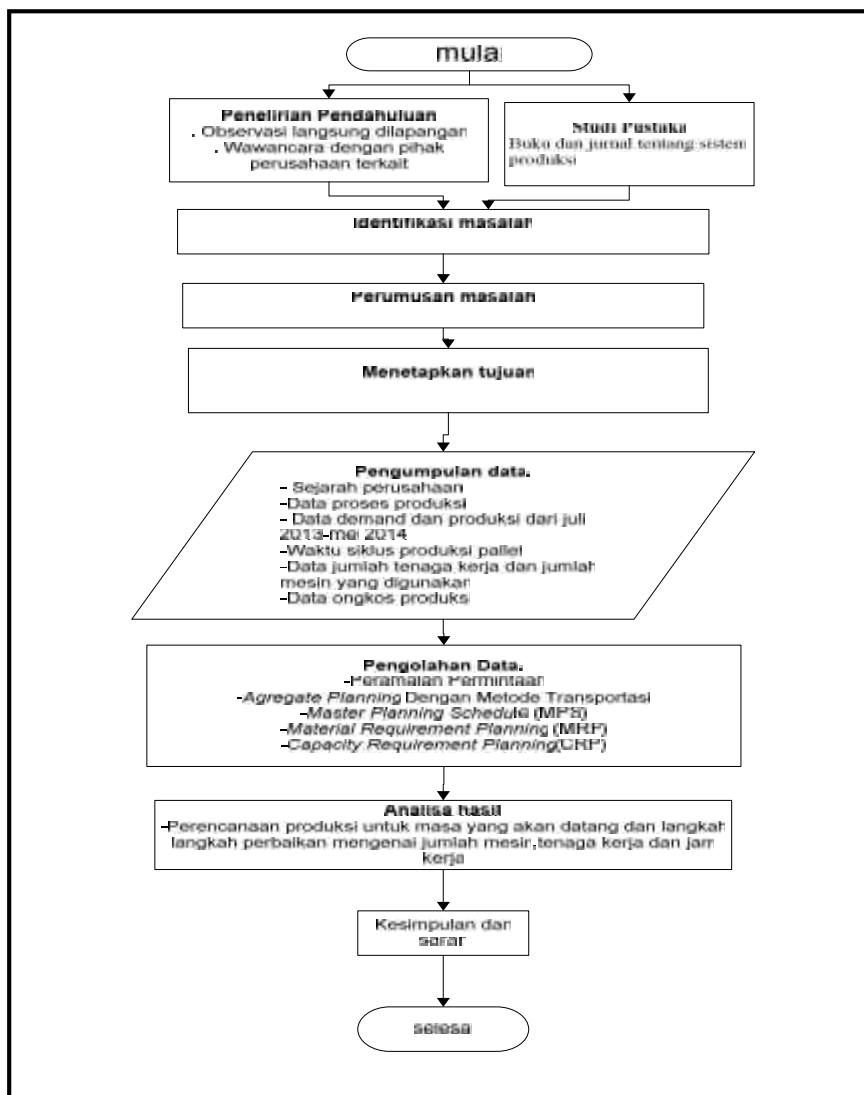 mulai
Penelirian Pendahuluan
. Observasi langsung dilapangan
. Wawancara dengan pihak
perusahaan terkait
Studi Pustaka
Buku dan jurnal tentang sistem
produksi
Identifikasi masalah
Perumusan masalah
Menetapkan tujuan
Pengumpulan data.
- Sejarah perusahaan
-Data proses produksi
- Data demand dan produksi dari juli
2013-mei 2014
-Waktu siklus produksi pallet
-Data jumlah tenaga kerja dan jumlah
mesin yang digunakan
-Data ongkos produksi
Pengolahan Data.
-Peramalan Permintaan
-Agregate Planning Dengan Metode Transportasi
-Master Planning Schedule (MPS)
-Material Requirement Planning (MRP)
-Capacity Requirement Planning(CRP)
Analisa hasil
-Perencanaan produksi untuk masa yang akan datang dan langkah
langkah perbaikan mengenai jumlah mesin,tenaga kerja dan jam
kerja
Kesimpulan dan
saran
selesai